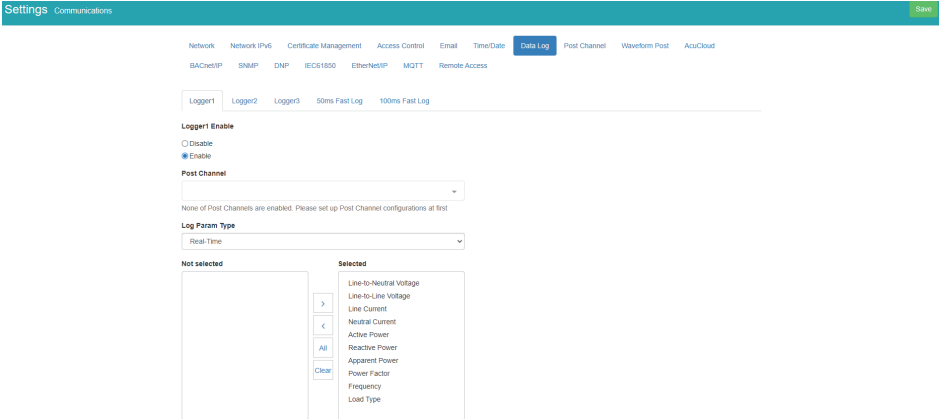 Settings Communications
Save
Network Network IPv6 Certificate Management Access Control Email Time/Date Data Log Post Channel Waveform Post AcuCloud
BACnet/IP SNMP DNP IEC61850 EtherNet/IP MQTT Remote Access
Logger1 Logger2 Logger3 50ms Fast Log 100ms Fast Log
Logger1 Enable
Disable
Enable
Post Channel
None of Post Channels are enabled. Please set up Post Channel configurations at first
Log Param Type
Real-Time
Not selected
Selected
>
<
All
Clear
Line-to-Neutral Voltage
Line-to-Line Voltage
Line Current
Neutral Current
Active Power
Reactive Power
Apparent Power
Power Factor
Frequency
Load Type